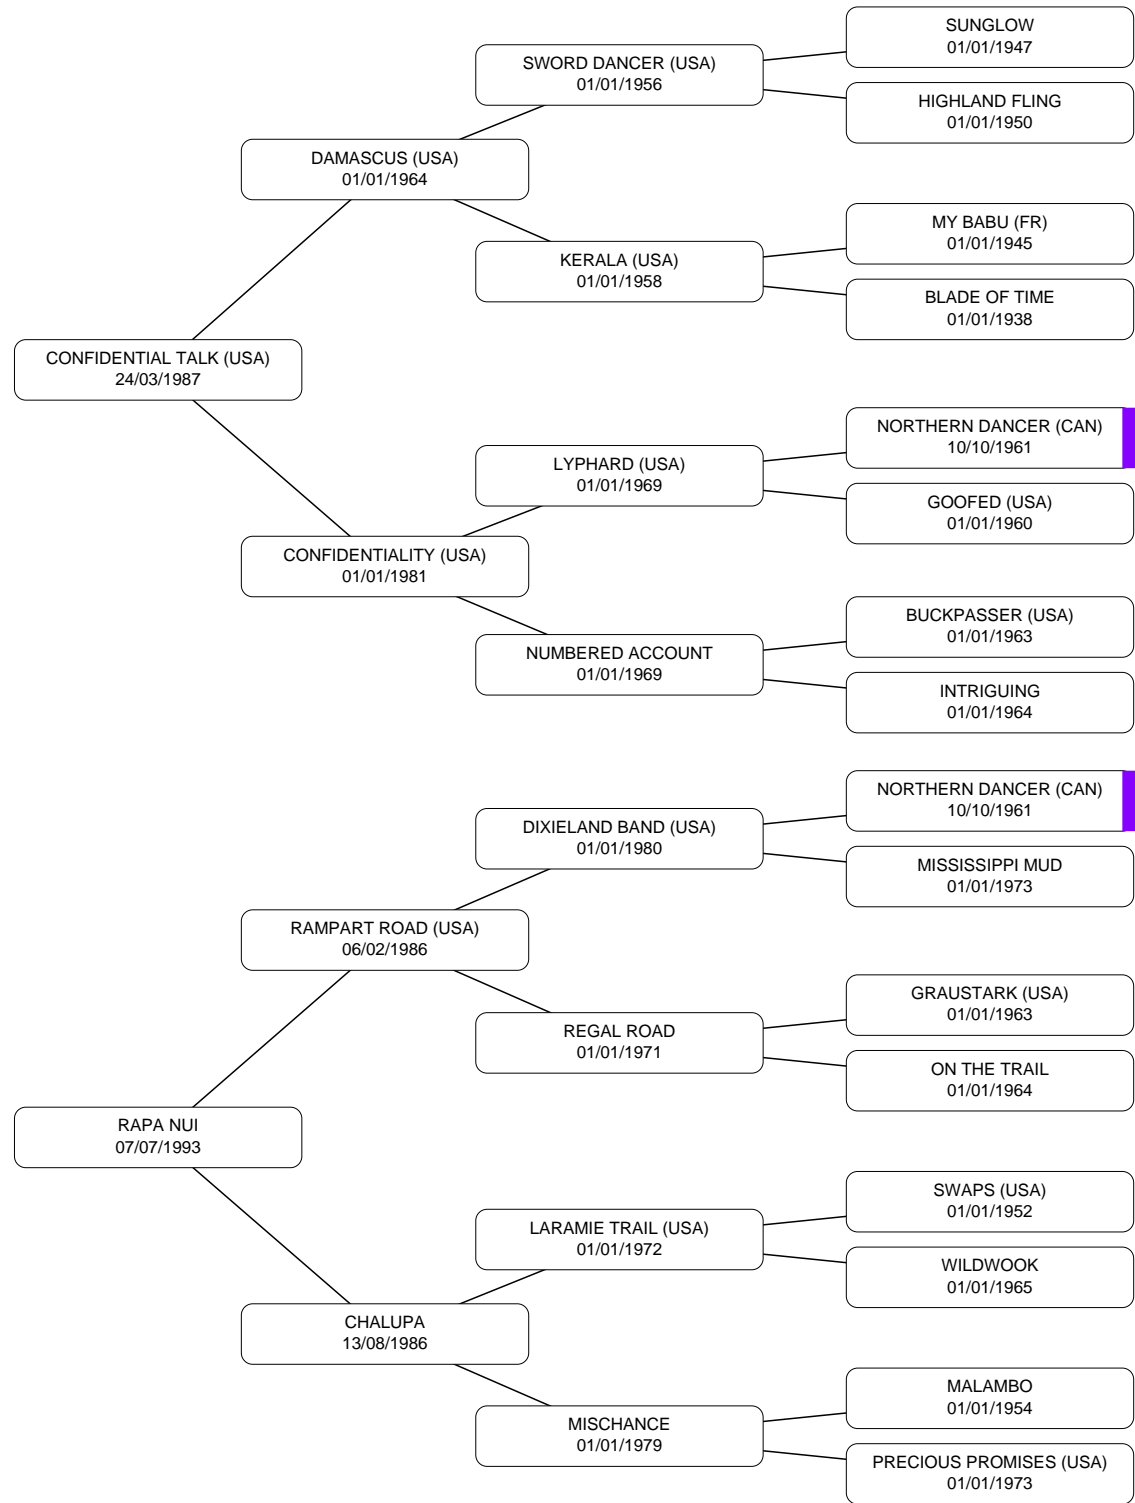 SUNGLOW
01/01/1947
SWORD DANCER (USA)
01/01/1956
HIGHLAND FLING
01/01/1950
DAMASCUS (USA)
01/01/1964
MY BABU (FR)
01/01/1945
KERALA (USA)
01/01/1958
BLADE OF TIME
01/01/1938
CONFIDENTIAL TALK (USA)
24/03/1987
NORTHERN DANCER (CAN)
10/10/1961
LYPHARD (USA)
01/01/1969
GOOFED (USA)
01/01/1960
CONFIDENTIALITY (USA)
01/01/1981
BUCKPASSER (USA)
01/01/1963
NUMBERED ACCOUNT
01/01/1969
INTRIGUING
01/01/1964
NORTHERN DANCER (CAN)
10/10/1961
DIXIELAND BAND (USA)
01/01/1980
MISSISSIPPI MUD
01/01/1973
RAMPART ROAD (USA)
06/02/1986
GRAUSTARK (USA)
01/01/1963
REGAL ROAD
01/01/1971
ON THE TRAIL
01/01/1964
RAPA NUI
07/07/1993
SWAPS (USA)
01/01/1952
LARAMIE TRAIL (USA)
01/01/1972
WILDWOOK
01/01/1965
CHALUPA
13/08/1986
MALAMBO
01/01/1954
MISCHANCE
01/01/1979
PRECIOUS PROMISES (USA)
01/01/1973